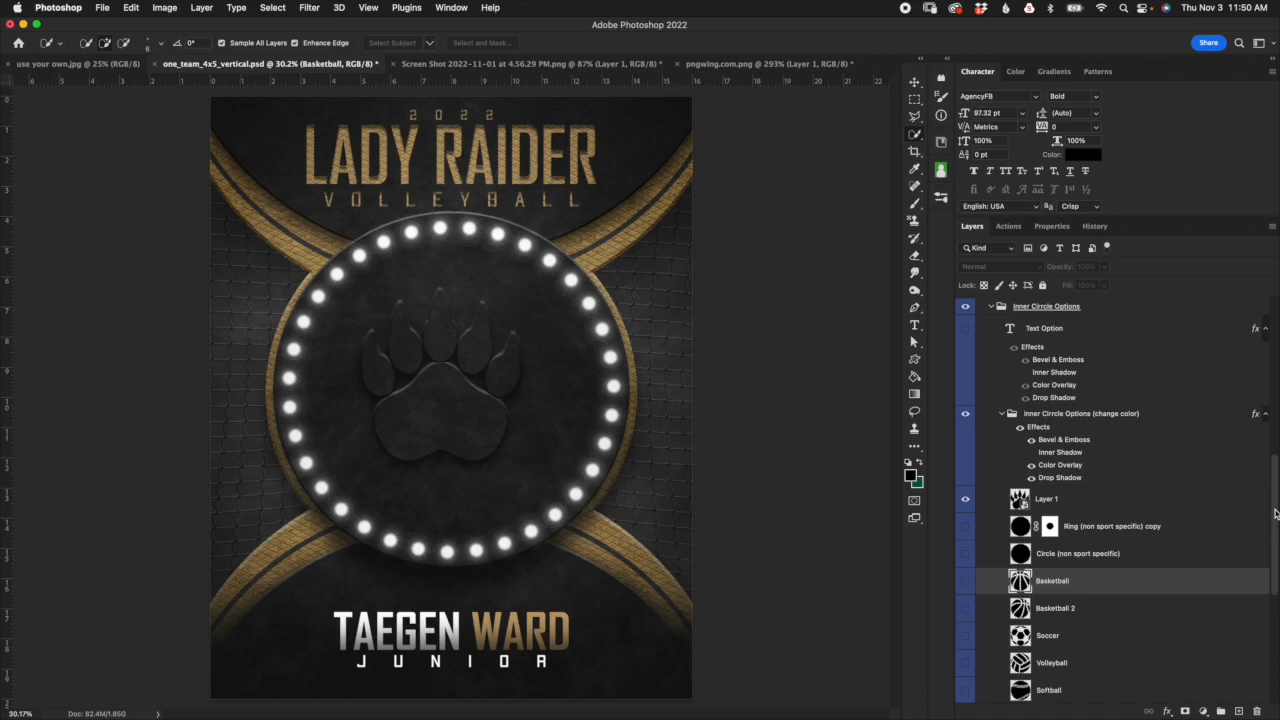 Photoshop File Edit Image Layer Type Select Filter 3D View Plugins Window Help Thu Nov 3 11:50 AM
Adobe Photoshop 2022
6 0° Sample All Layers Enhance Edge Select Subject Select and Mask... Share
use your own.jpg @ 25% (RGB/8) one_team_4x5_vertical.psd @ 30.2% (Basketball, RGB/8) * Screen Shot 2022-11-01 at 4.56.29 PM.png @ 87% (Layer 1, RGB/8) * pngwing.com.png @ 293% (Layer 1, RGB/8) *
2022
LADY RAIDER
VOLLEYBALL
TAEGEN WARD
JUNIOR
Character Color Gradients Patterns
AgencyFB Bold
97.32 pt (Auto)
Metrics 0
100% 100%
0 pt Color:
English: USA Crisp
Layers Actions Properties History
Kind
Normal Opacity: 100%
Lock: Fill: 100%
Inner Cirrcle Options
Text Option fx
Effects
Bevel & Emboss
Inner Shadow
Color Overlay
Drop Shadow
Inner Cirrcle Options (change color) fx
Effects
Bevel & Emboss
Inner Shadow
Color Overlay
Drop Shadow
Layer 1
Ring (non sport specific) copy
Circle (non sport specific)
Basketball
Basketball 2
Soccer
Volleyball
Softball
30.17% Doc: 82.4M/1.85G